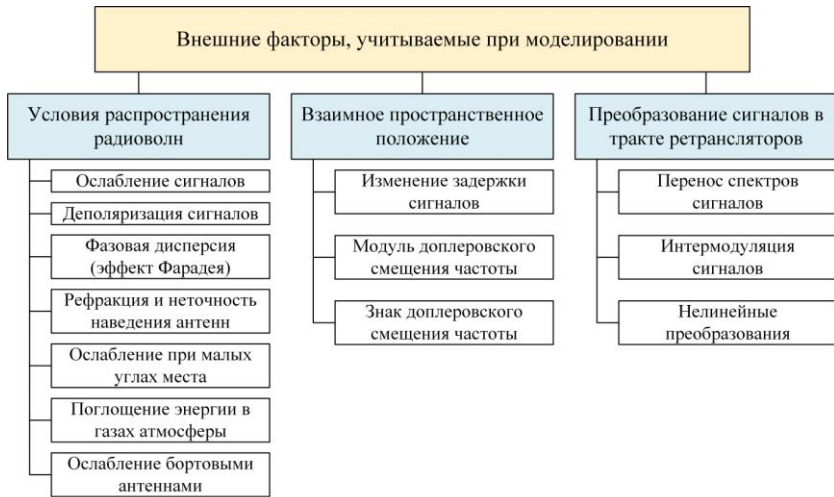 Внешние факторы, учитываемые при моделировании
Условия распространения
радиоволн
Ослабление сигналов
Деполяризация сигналов
Фазовая дисперсия
(эффект Фарадея)
Рефракция и неточность
наведения антенн
Ослабление при малых
углах места
Поглощение энергии в
газах атмосферы
Ослабление бортовыми
антеннами
Взаимное пространственное
положение
Изменение задержки
сигналов
Модуль доплеровского
смещения частоты
Знак доплеровского
смещения частоты
Преобразование сигналов в
тракте ретрансляторов
Перенос спектров
сигналов
Интермодуляция
сигналов
Нелинейные
преобразования